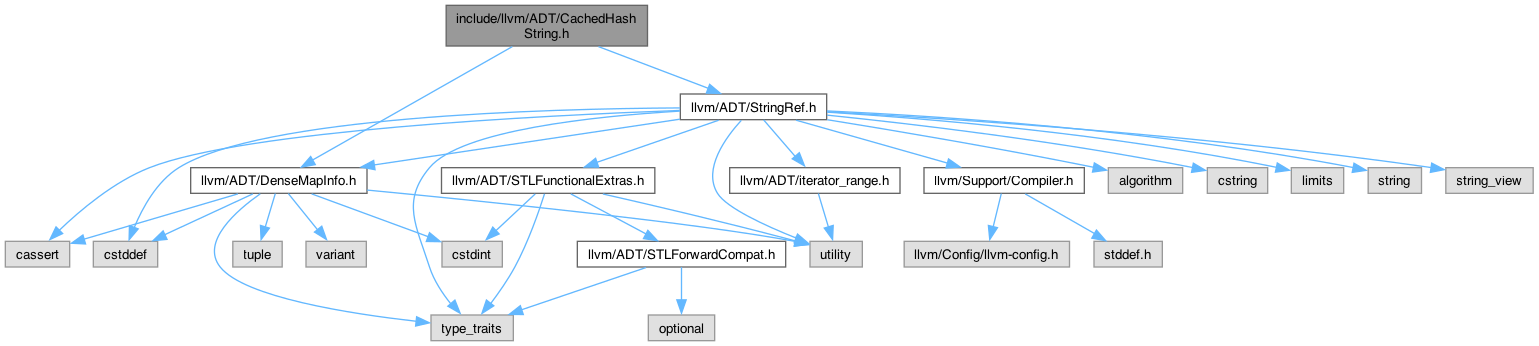 include/llvm/ADT/CachedHash
String.h
llvm/ADT/StringRef.h
llvm/ADT/DenseMapInfo.h
llvm/ADT/STLFunctionalExtras.h
llvm/ADT/iterator_range.h
llvm/Support/Compiler.h
algorithm
cstring
limits
string
string_view
cassert
cstddef
tuple
variant
cstdint
llvm/ADT/STLForwardCompat.h
utility
llvm/Config/llvm-config.h
stddef.h
type_traits
optional